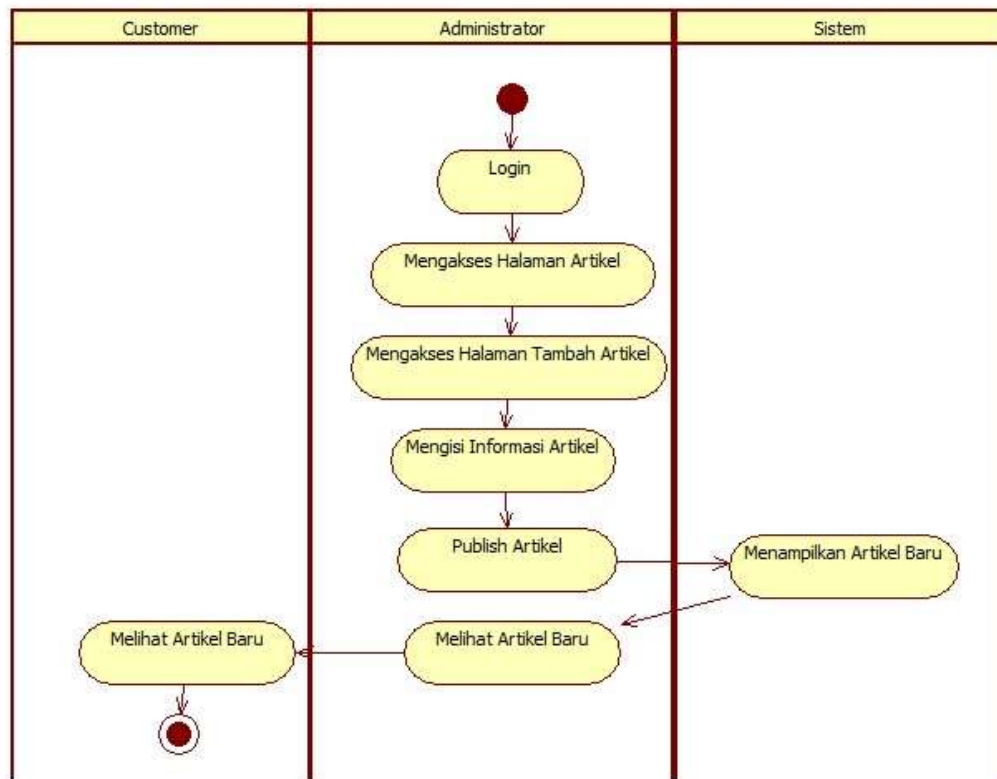 Customer
Administrator
Sistem
Login
Mengakses Halaman Artikel
Mengakses Halaman Tambah Artikel
Mengisi Informasi Artikel
Publish Artikel
Menampilkan Artikel Baru
Melihat Artikel Baru
Melihat Artikel Baru